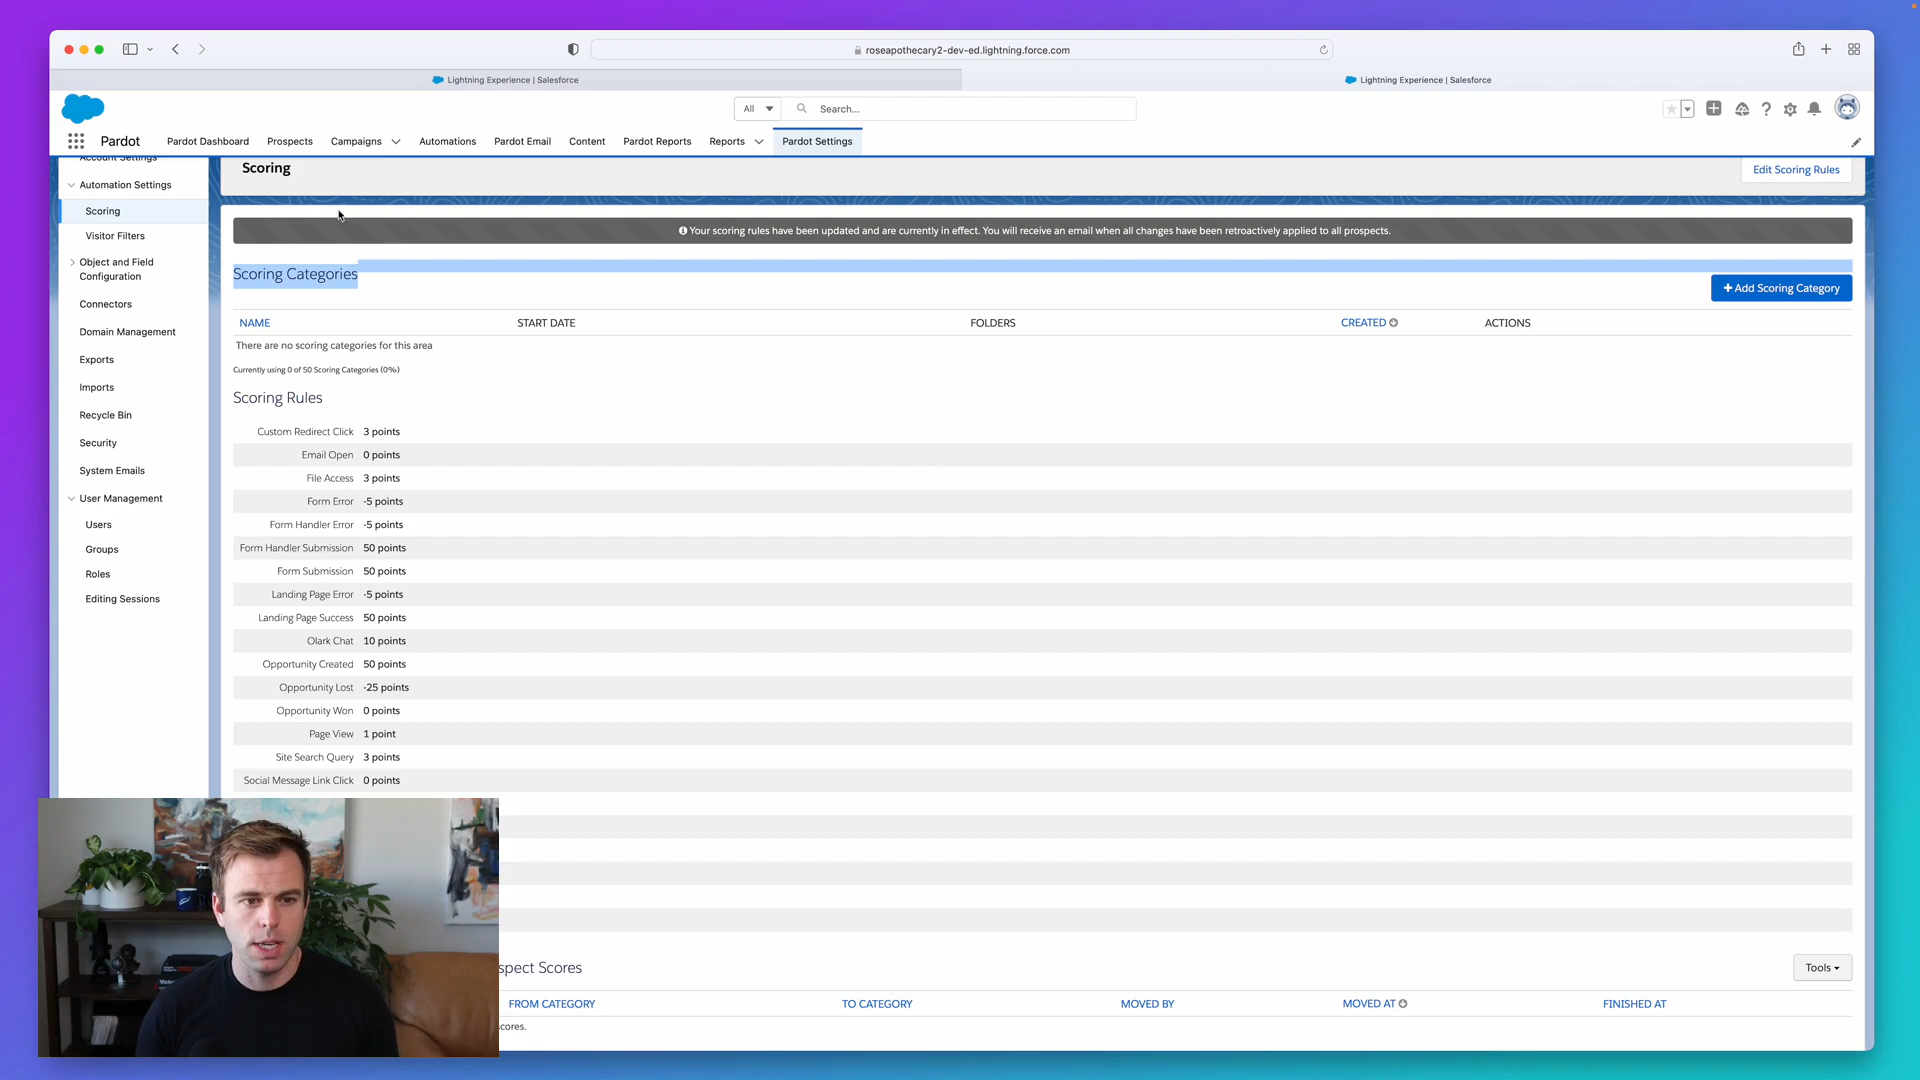 roseapothecary2-dev-ed.lightning.force.com
Lightning Experience | Salesforce
Lightning Experience | Salesforce
All
Search...
Pardot
Pardot Dashboard
Prospects
Campaigns
Automations
Pardot Email
Content
Pardot Reports
Reports
Pardot Settings
Account Settings
Automation Settings
Scoring
Visitor Filters
Object and Field
Configuration
Connectors
Domain Management
Exports
Imports
Recycle Bin
Security
System Emails
User Management
Users
Groups
Roles
Editing Sessions
Scoring
Edit Scoring Rules
Your scoring rules have been updated and are currently in effect. You will receive an email when all changes have been retroactively applied to all prospects.
Scoring Categories
+ Add Scoring Category
NAME START DATE FOLDERS CREATED ACTIONS
There are no scoring categories for this area
Currently using 0 of 50 Scoring Categories (0%)
Scoring Rules
Custom Redirect Click 3 points
Email Open 0 points
File Access 3 points
Form Error -5 points
Form Handler Error -5 points
Form Handler Submission 50 points
Form Submission 50 points
Landing Page Error -5 points
Landing Page Success 50 points
Olark Chat 10 points
Opportunity Created 50 points
Opportunity Lost -25 points
Opportunity Won 0 points
Page View 1 point
Site Search Query 3 points
Social Message Link Click 0 points
spect Scores
Tools
FROM CATEGORY TO CATEGORY MOVED BY MOVED AT FINISHED AT
scores.